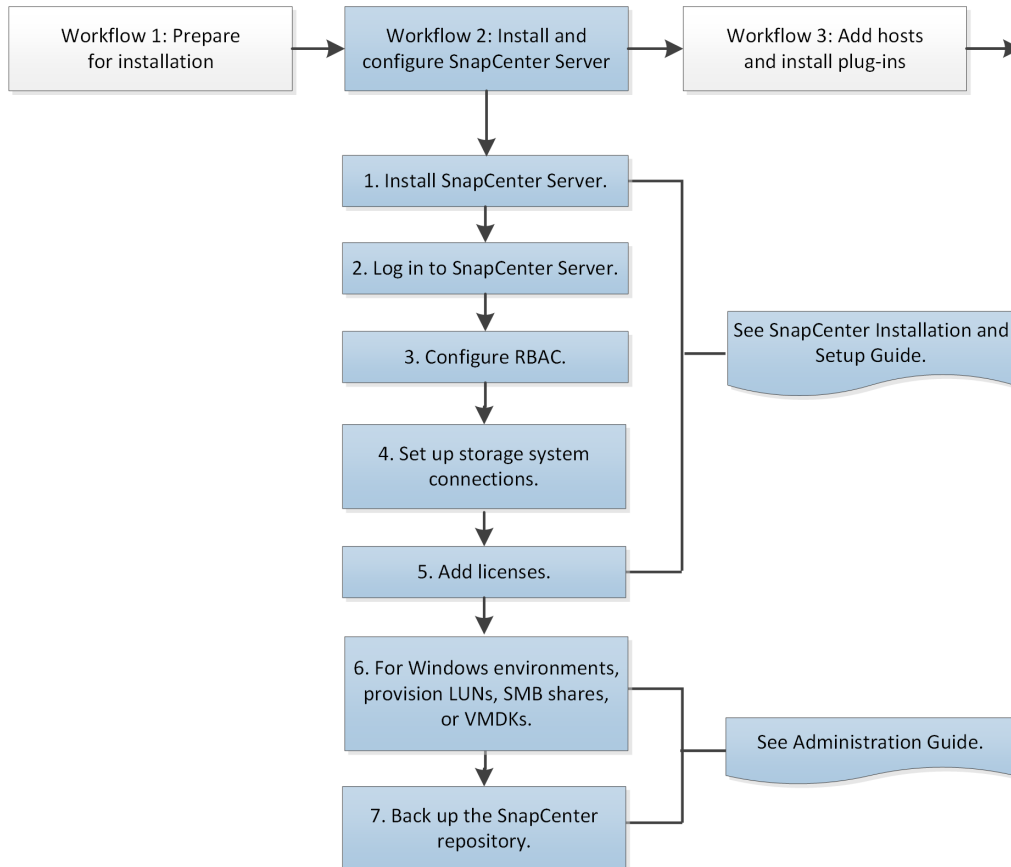 Workflow 1: Prepare
for installation
Workflow 2: Install and
configure SnapCenter Server
Workflow 3: Add hosts
and install plug-ins
1. Install SnapCenter Server.
2. Log in to SnapCenter Server.
3. Configure RBAC.
4. Set up storage system
connections.
5. Add licenses.
See SnapCenter Installation and
Setup Guide.
6. For Windows environments,
provision LUNs, SMB shares,
or VMDKs.
7. Back up the SnapCenter
repository.
See Administration Guide.